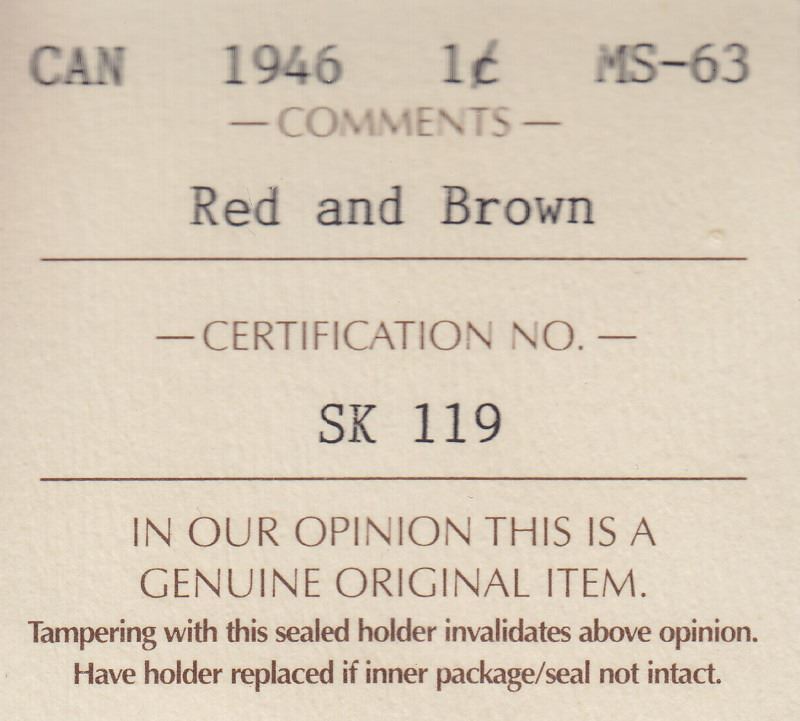 CAN 1946 1¢ MS-63
— COMMENTS —
Red and Brown
— CERTIFICATION NO. —
SK 119
IN OUR OPINION THIS IS A
GENUINE ORIGINAL ITEM.
Tampering with this sealed holder invalidates above opinion.
Have holder replaced if inner package/seal not intact.